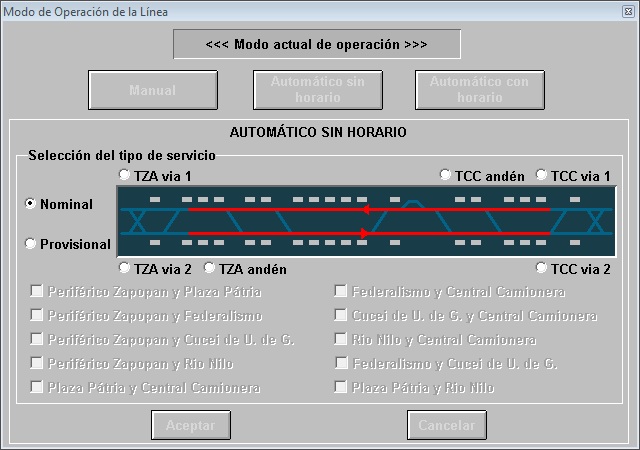 Modo de Operación de la Línea
<<< Modo actual de operación >>>
Manual
Automático sin
horario
Automático con
horario
AUTOMÁTICO SIN HORARIO
Selección del tipo de servicio
TZA via 1
TCC andén
TCC via 1
Nominal
Provisional
TZA via 2
TZA andén
TCC via 2
Periférico Zapopan y Plaza Pátria
Federalismo y Central Camionera
Periférico Zapopan y Federalismo
Cucei de U. de G. y Central Camionera
Periférico Zapopan y Cucei de U. de G.
Rio Nilo y Central Camionera
Periférico Zapopan y Rio Nilo
Federalismo y Cucei de U. de G.
Plaza Pátria y Central Camionera
Plaza Pátria y Rio Nilo
Aceptar
Cancelar